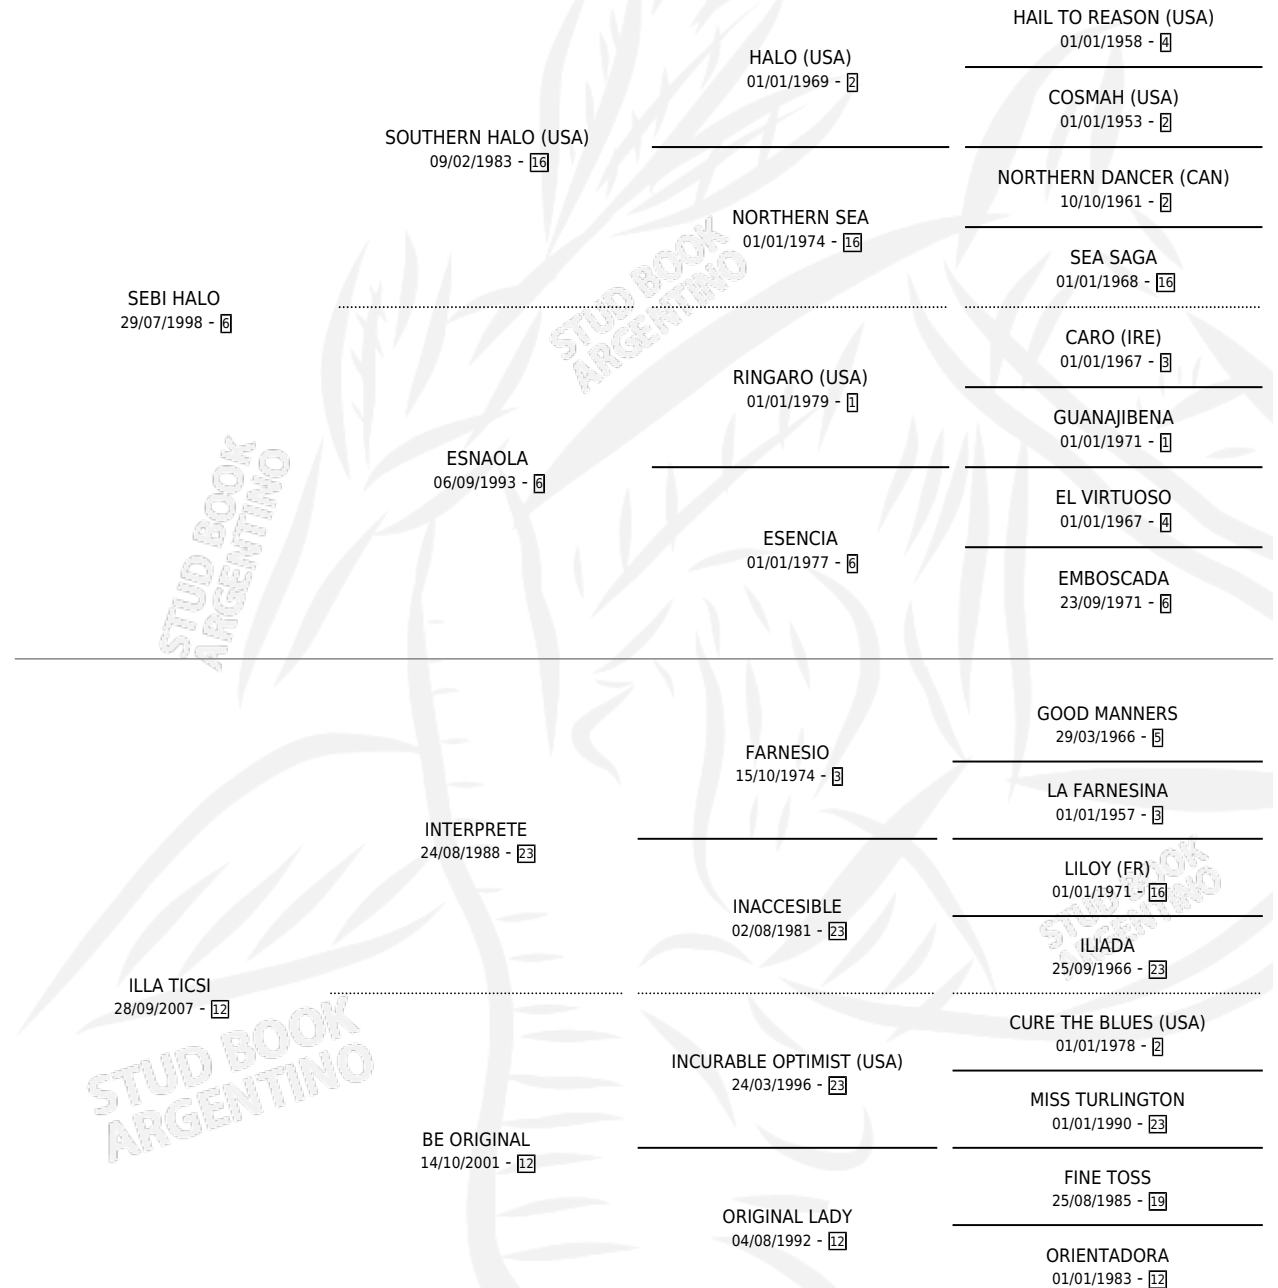 HAIL TO REASON (USA)
01/01/1958 - 4
HALO (USA)
01/01/1969 - 2
COSMAH (USA)
01/01/1953 - 2
SOUTHERN HALO (USA)
09/02/1983 - 16
NORTHERN DANCER (CAN)
10/10/1961 - 2
NORTHERN SEA
01/01/1974 - 16
SEA SAGA
01/01/1968 - 16
SEBI HALO
29/07/1998 - 6
CARO (IRE)
01/01/1967 - 3
RINGARO (USA)
01/01/1979 - 1
GUANAJIBENA
01/01/1971 - 1
ESNAOLA
06/09/1993 - 6
EL VIRTUOSO
01/01/1967 - 4
ESENCIA
01/01/1977 - 6
EMBOSCADA
23/09/1971 - 6
STUD BOOK
ARGENTINO
STUD BOOK
ARGENTINO
GOOD MANNERS
29/03/1966 - 5
FARNESIO
15/10/1974 - 3
LA FARNESINA
01/01/1957 - 3
INTERPRETE
24/08/1988 - 23
LILOY (FR)
01/01/1971 - 16
INACCESIBLE
02/08/1981 - 23
ILIADA
25/09/1966 - 23
STUD BOOK
ARGENTINO
ILLA TICSI
28/09/2007 - 12
CURE THE BLUES (USA)
01/01/1978 - 2
INCURABLE OPTIMIST (USA)
24/03/1996 - 23
MISS TURLINGTON
01/01/1990 - 23
STUD BOOK
ARGENTINO
BE ORIGINAL
14/10/2001 - 12
FINE TOSS
25/08/1985 - 19
ORIGINAL LADY
04/08/1992 - 12
ORIENTADORA
01/01/1983 - 12